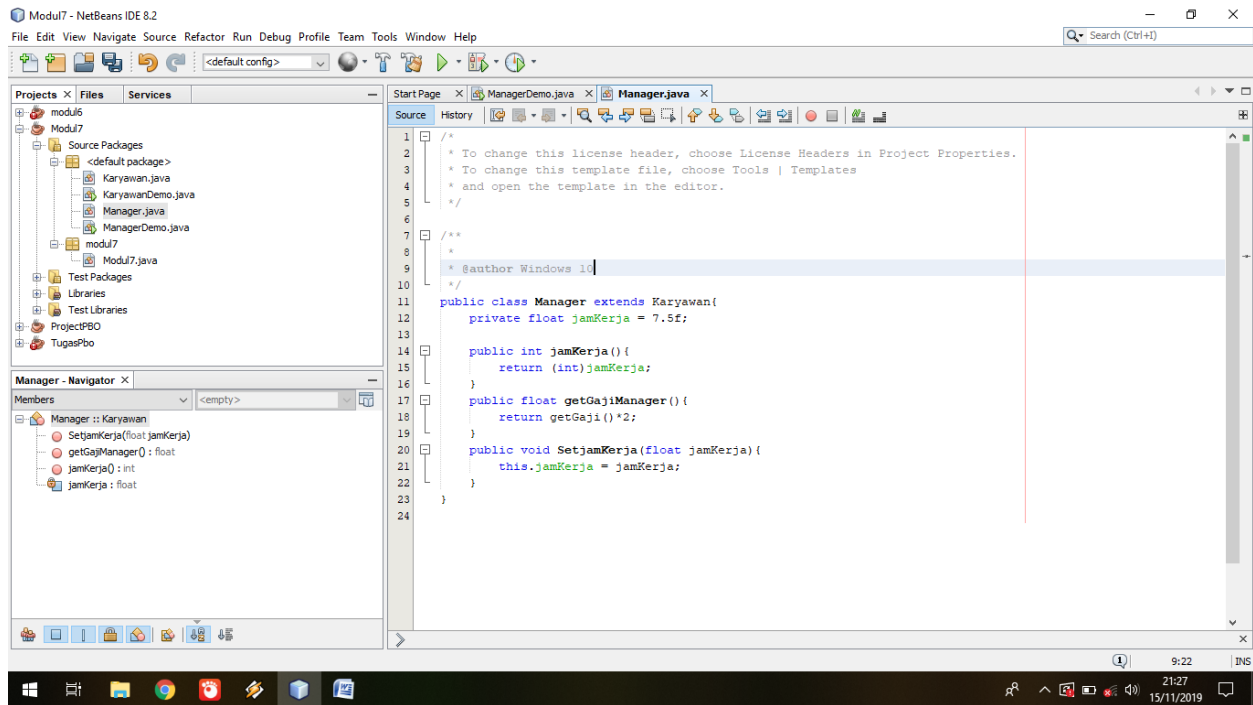 Modul7 - NetBeans IDE 8.2
File Edit View Navigate Source Refactor Run Debug Profile Team Tools Window Help
Search (Ctrl+I)
<default config>
Projects Files Services
modul6
Modul7
Source Packages
<default package>
Karyawan.java
KaryawanDemo.java
Manager.java
ManagerDemo.java
modul7
Modul7.java
Test Packages
Libraries
Test Libraries
ProjectPBO
TugasPbo
Manager - Navigator
Members <empty>
Manager :: Karyawan
SetjamKerja(float jamKerja)
getGajiManager() : float
jamKerja() : int
jamKerja : float
Start Page ManagerDemo.java Manager.java
Source History
1 /*
2 * To change this license header, choose License Headers in Project Properties.
3 * To change this template file, choose Tools | Templates
4 * and open the template in the editor.
5 */
6
7 /**
8 *
9 * @author Windows 10
10 */
11 public class Manager extends Karyawan{
12 private float jamKerja = 7.5f;
13
14 public int jamKerja(){
15 return (int)jamKerja;
16 }
17 public float getGajiManager(){
18 return getGaji()*2;
19 }
20 public void SetjamKerja(float jamKerja){
21 this.jamKerja = jamKerja;
22 }
23 }
24
1 9:22 INS
21:27
15/11/2019